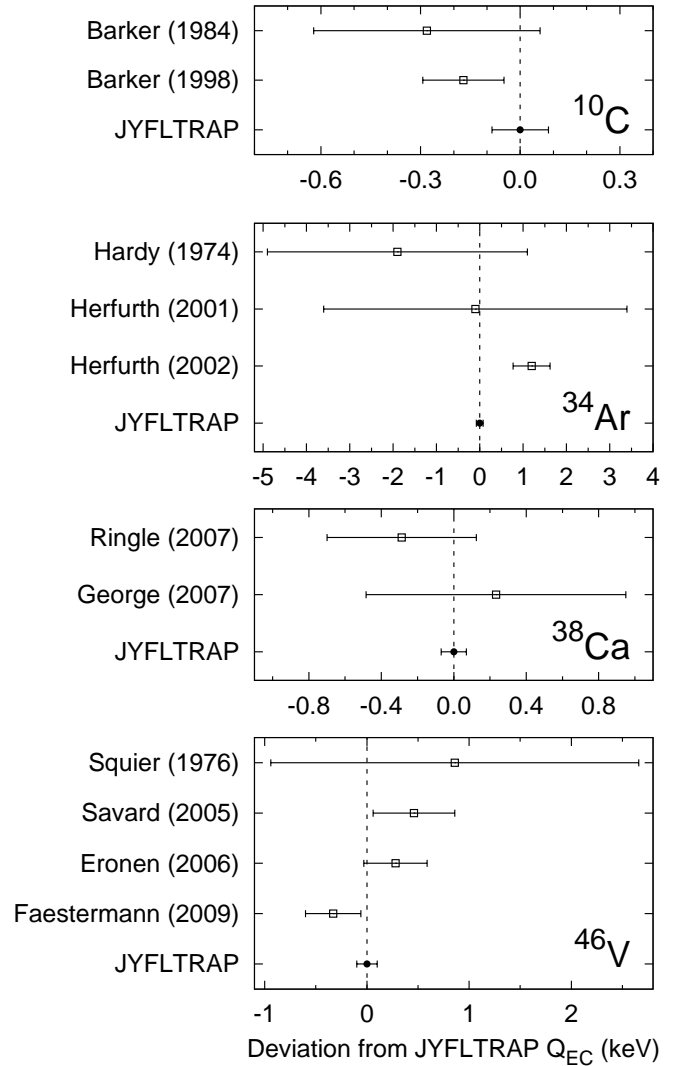 Barker (1984)
Barker (1998)
JYFLTRAP
¹⁰C
-0.6 -0.3 0.0 0.3
Hardy (1974)
Herfurth (2001)
Herfurth (2002)
JYFLTRAP
³⁴Ar
-5 -4 -3 -2 -1 0 1 2 3 4
Ringle (2007)
George (2007)
JYFLTRAP
³⁸Ca
-0.8 -0.4 0.0 0.4 0.8
Squier (1976)
Savard (2005)
Eronen (2006)
Faestermann (2009)
JYFLTRAP
⁴⁶V
-1 0 1 2
Deviation from JYFLTRAP Q_EC (keV)